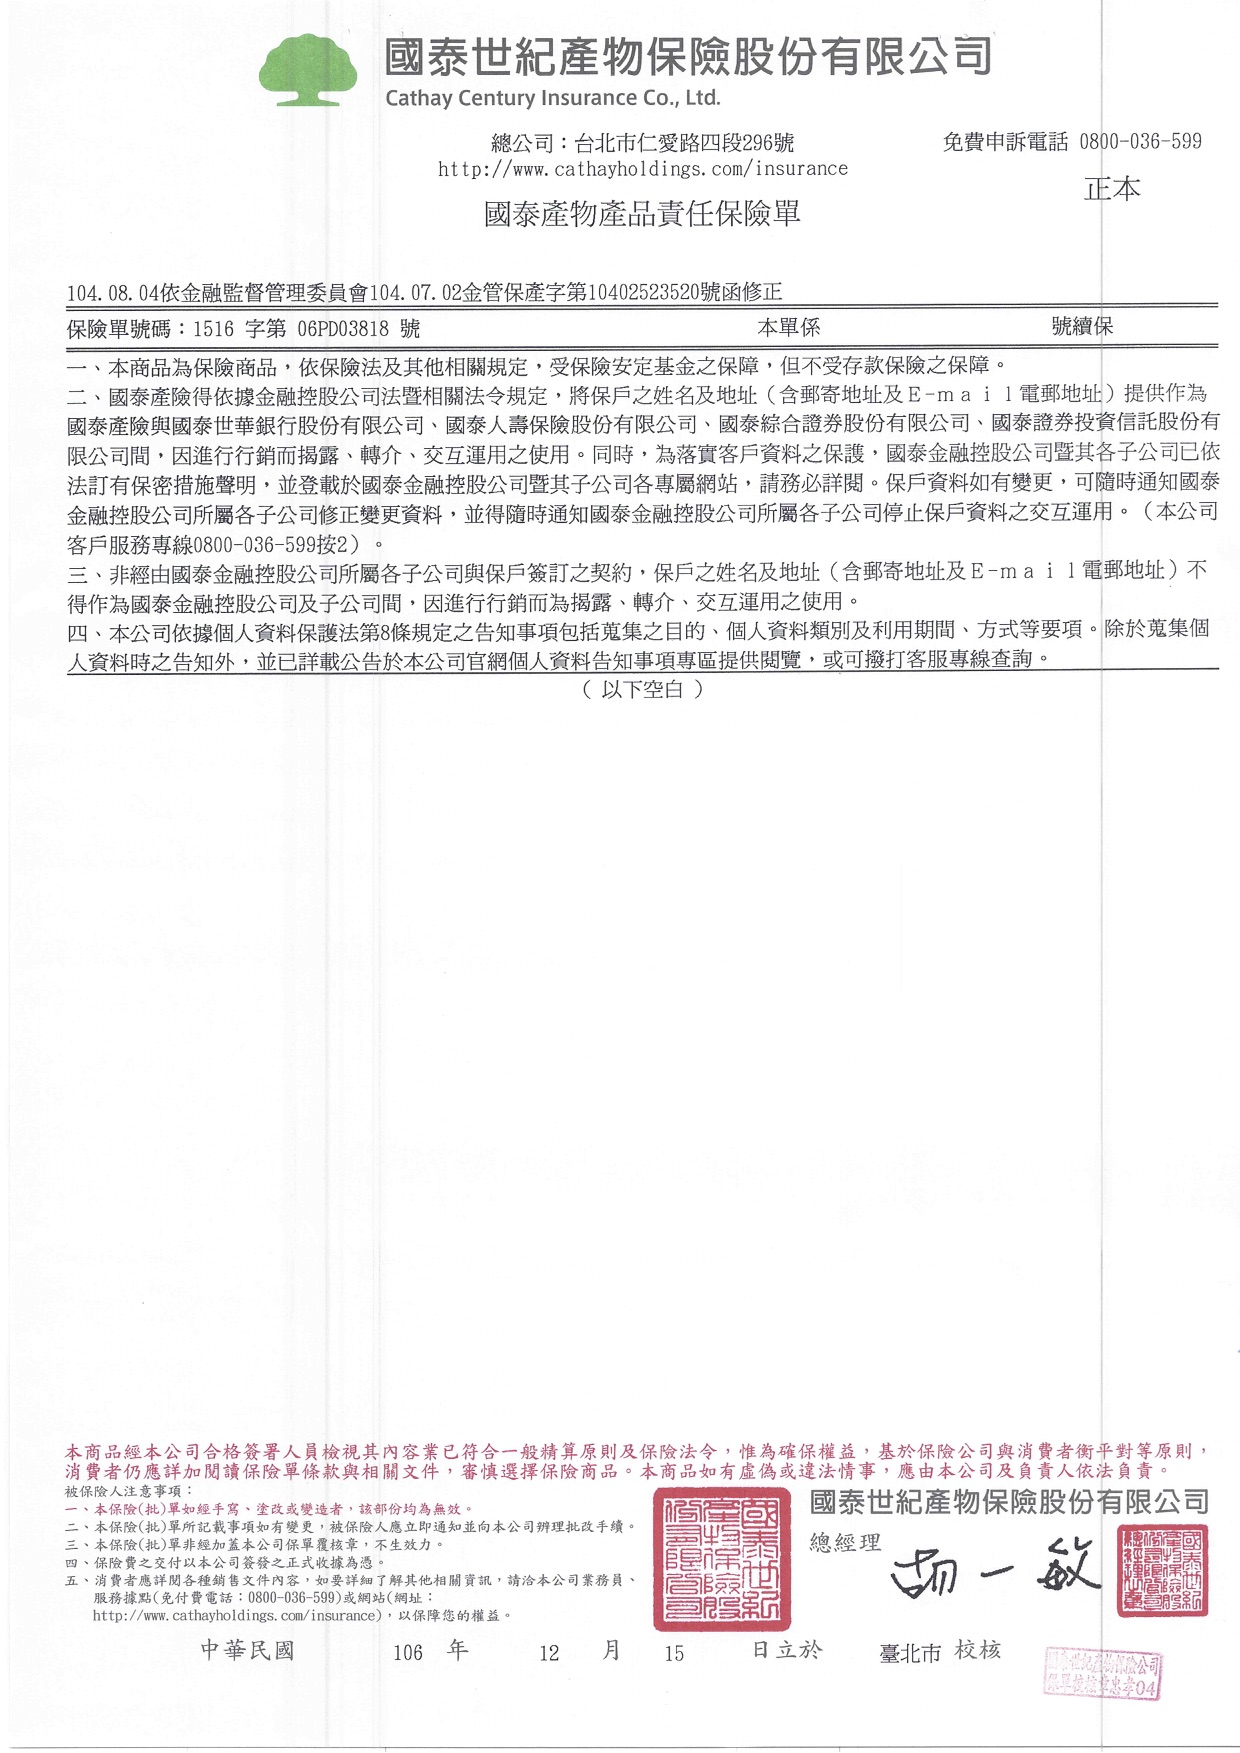 國泰世紀產物保險股份有限公司
Cathay Century Insurance Co., Ltd.
總公司：台北市仁愛路四段296號
免費申訴電話 0800-036-599
http://www.cathayholdings.com/insurance
正本
國泰產物產品責任保險單
104.08.04依金融監督管理委員會104.07.02金管保產字第10402523520號函修正
保險單號碼：1516 字第 06PD03818 號 本單係 號續保
一、本商品為保險商品，依保險法及其他相關規定，受保險安定基金之保障，但不受存款保險之保障。
二、國泰產險得依據金融控股公司法暨相關法令規定，將保戶之姓名及地址（含郵寄地址及E-mail電郵地址）提供作為
國泰產險與國泰世華銀行股份有限公司、國泰人壽保險股份有限公司、國泰綜合證券股份有限公司、國泰證券投資信託股份有
限公司間，因進行行銷而揭露、轉介、交互運用之使用。同時，為落實客戶資料之保護，國泰金融控股公司暨其各子公司已依
法訂有保密措施聲明，並登載於國泰金融控股公司暨其子公司各專屬網站，請務必詳閱。保戶資料如有變更，可隨時通知國泰
金融控股公司所屬各子公司修正變更資料，並得隨時通知國泰金融控股公司所屬各子公司停止保戶資料之交互運用。（本公司
客戶服務專線0800-036-599按2）。
三、非經由國泰金融控股公司所屬各子公司與保戶簽訂之契約，保戶之姓名及地址（含郵寄地址及E-mail電郵地址）不
得作為國泰金融控股公司及子公司間，因進行行銷而為揭露、轉介、交互運用之使用。
四、本公司依據個人資料保護法第8條規定之告知事項包括蒐集之目的、個人資料類別及利用期間、方式等要項。除於蒐集個
人資料時之告知外，並已詳載公告於本公司官網個人資料告知事項專區提供閱覽，或可撥打客服專線查詢。
（以下空白）
本商品經本公司合格簽署人員檢視其內容業已符合一般精算原則及保險法令，惟為確保權益，基於保險公司與消費者衡平對等原則，
消費者仍應詳加閱讀保險單條款與相關文件，審慎選擇保險商品。本商品如有虛偽或違法情事，應由本公司及負責人依法負責。
被保險人注意事項：
一、本保險(批)單如經手寫、塗改或變造者，該部份均為無效。
二、本保險(批)單所記載事項如有變更，被保險人應立即通知並向本公司辨理批改手續。
三、本保險(批)單非經加蓋本公司保單覆核章，不生效力。
四、保險費之交付以本公司簽發之正式收據為憑。
五、消費者應詳閱各種銷售文件內容，如要詳細了解其他相關資訊，請洽本公司業務員、
服務據點(免付費電話：0800-036-599)或網站(網址：
http://www.cathayholdings.com/insurance)，以保障您的權益。
國泰世紀產物保險股份有限公司
總經理
胡一敏
中華民國 106 年 12 月 15 日立於 臺北市 校核